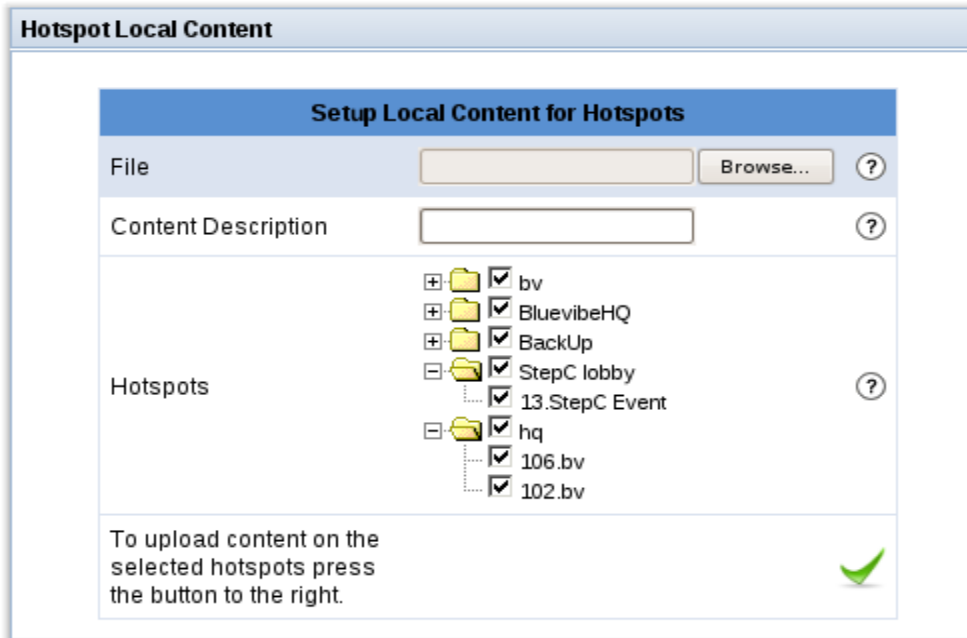 Hotspot Local Content
Setup Local Content for Hotspots
File
Browse...
?
Content Description
?
bv
BluevibeHQ
BackUp
StepC lobby
Hotspots
?
13.StepC Event
hq
106.bv
102.bv
To upload content on the
selected hotspots press
the button to the right.